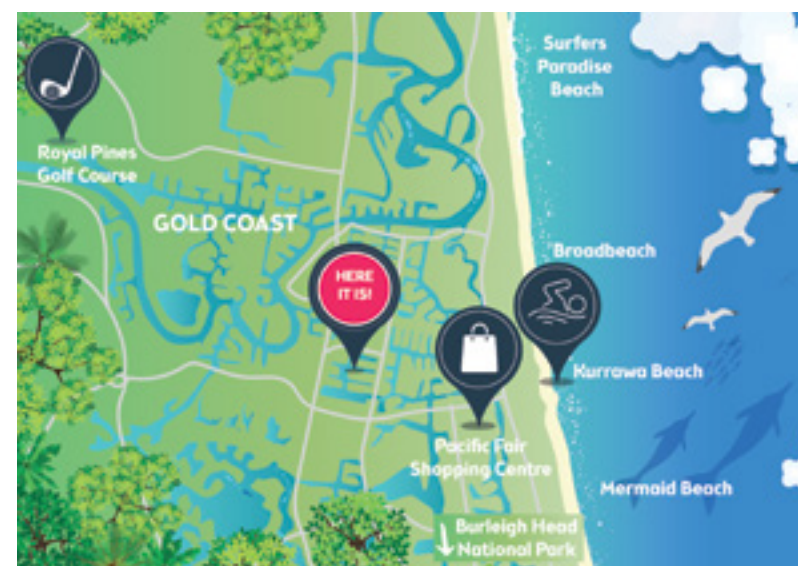 Surfers
Paradise
Beach
Royal Pines
Golf Course
GOLD COAST
Broadbeach
HERE
IT IS!
Kurrawa Beach
Pacific Fair
Shopping Centre
Mermaid Beach
Burleigh Head
National Park